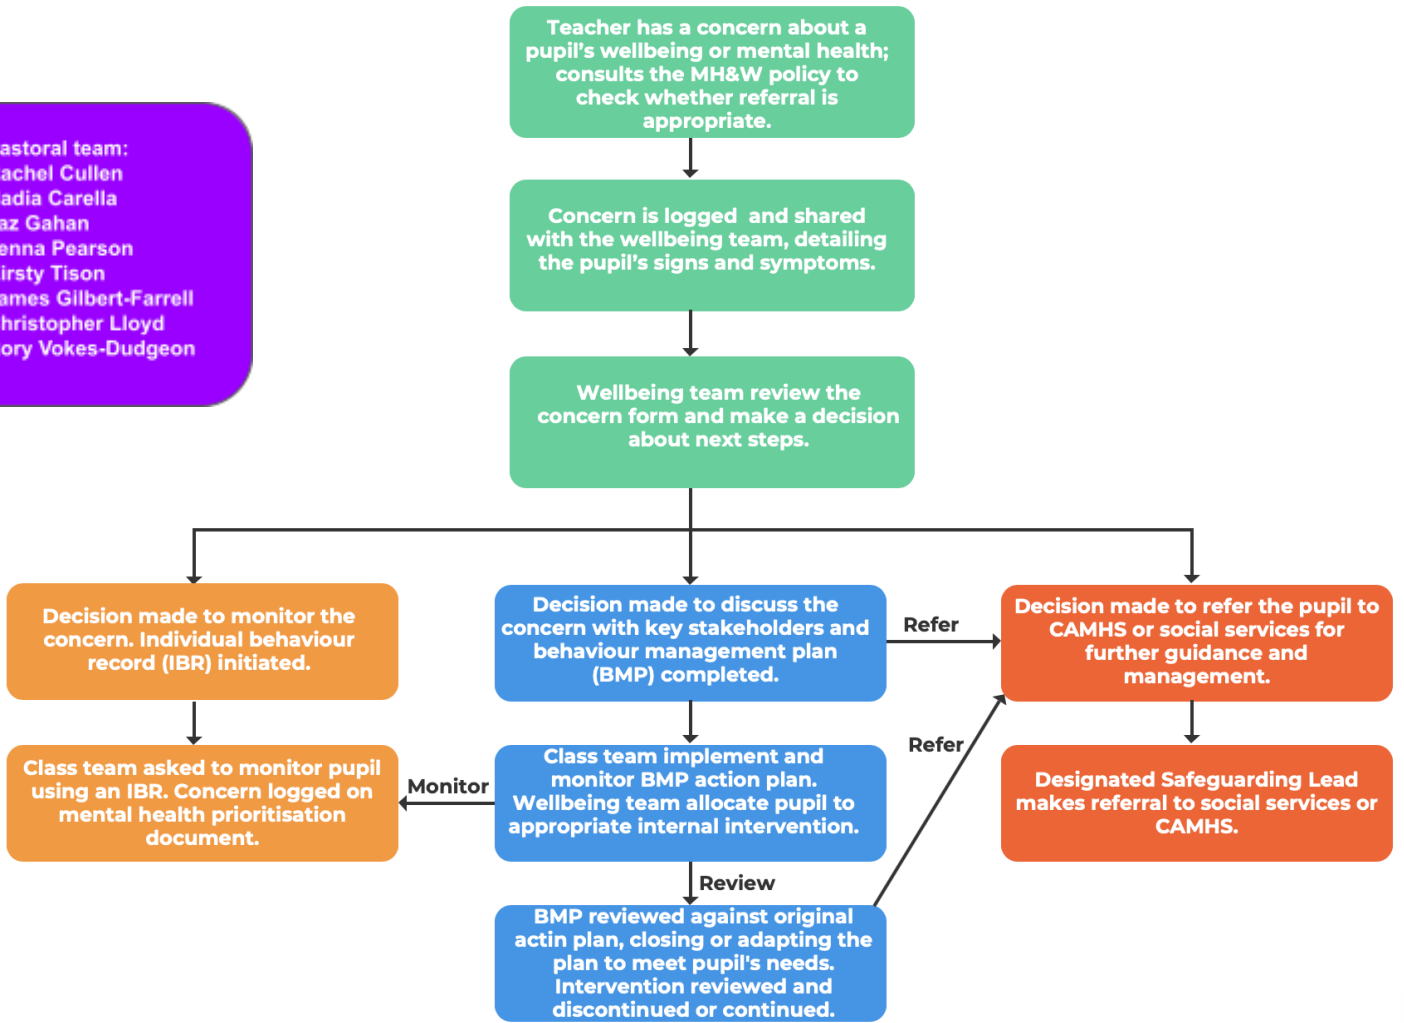 Teacher has a concern about a
pupil’s wellbeing or mental health;
consults the MH&W policy to
check whether referral is
appropriate.
astoral team:
achel Cullen
adia Carella
az Gahan
enna Pearson
irsty Tison
ames Gilbert-Farrell
hristopher Lloyd
ory Vokes-Dudgeon
Concern is logged and shared
with the wellbeing team, detailing
the pupil’s signs and symptoms.
Wellbeing team review the
concern form and make a decision
about next steps.
Decision made to monitor the
concern. Individual behaviour
record (IBR) initiated.
Decision made to discuss the
concern with key stakeholders and
behaviour management plan
(BMP) completed.
Refer
Decision made to refer the pupil to
CAMHS or social services for
further guidance and
management.
Class team asked to monitor pupil
using an IBR. Concern logged on
mental health prioritisation
document.
Monitor
Class team implement and
monitor BMP action plan.
Wellbeing team allocate pupil to
appropriate internal intervention.
Refer
Designated Safeguarding Lead
makes referral to social services or
CAMHS.
Review
BMP reviewed against original
actin plan, closing or adapting the
plan to meet pupil's needs.
Intervention reviewed and
discontinued or continued.